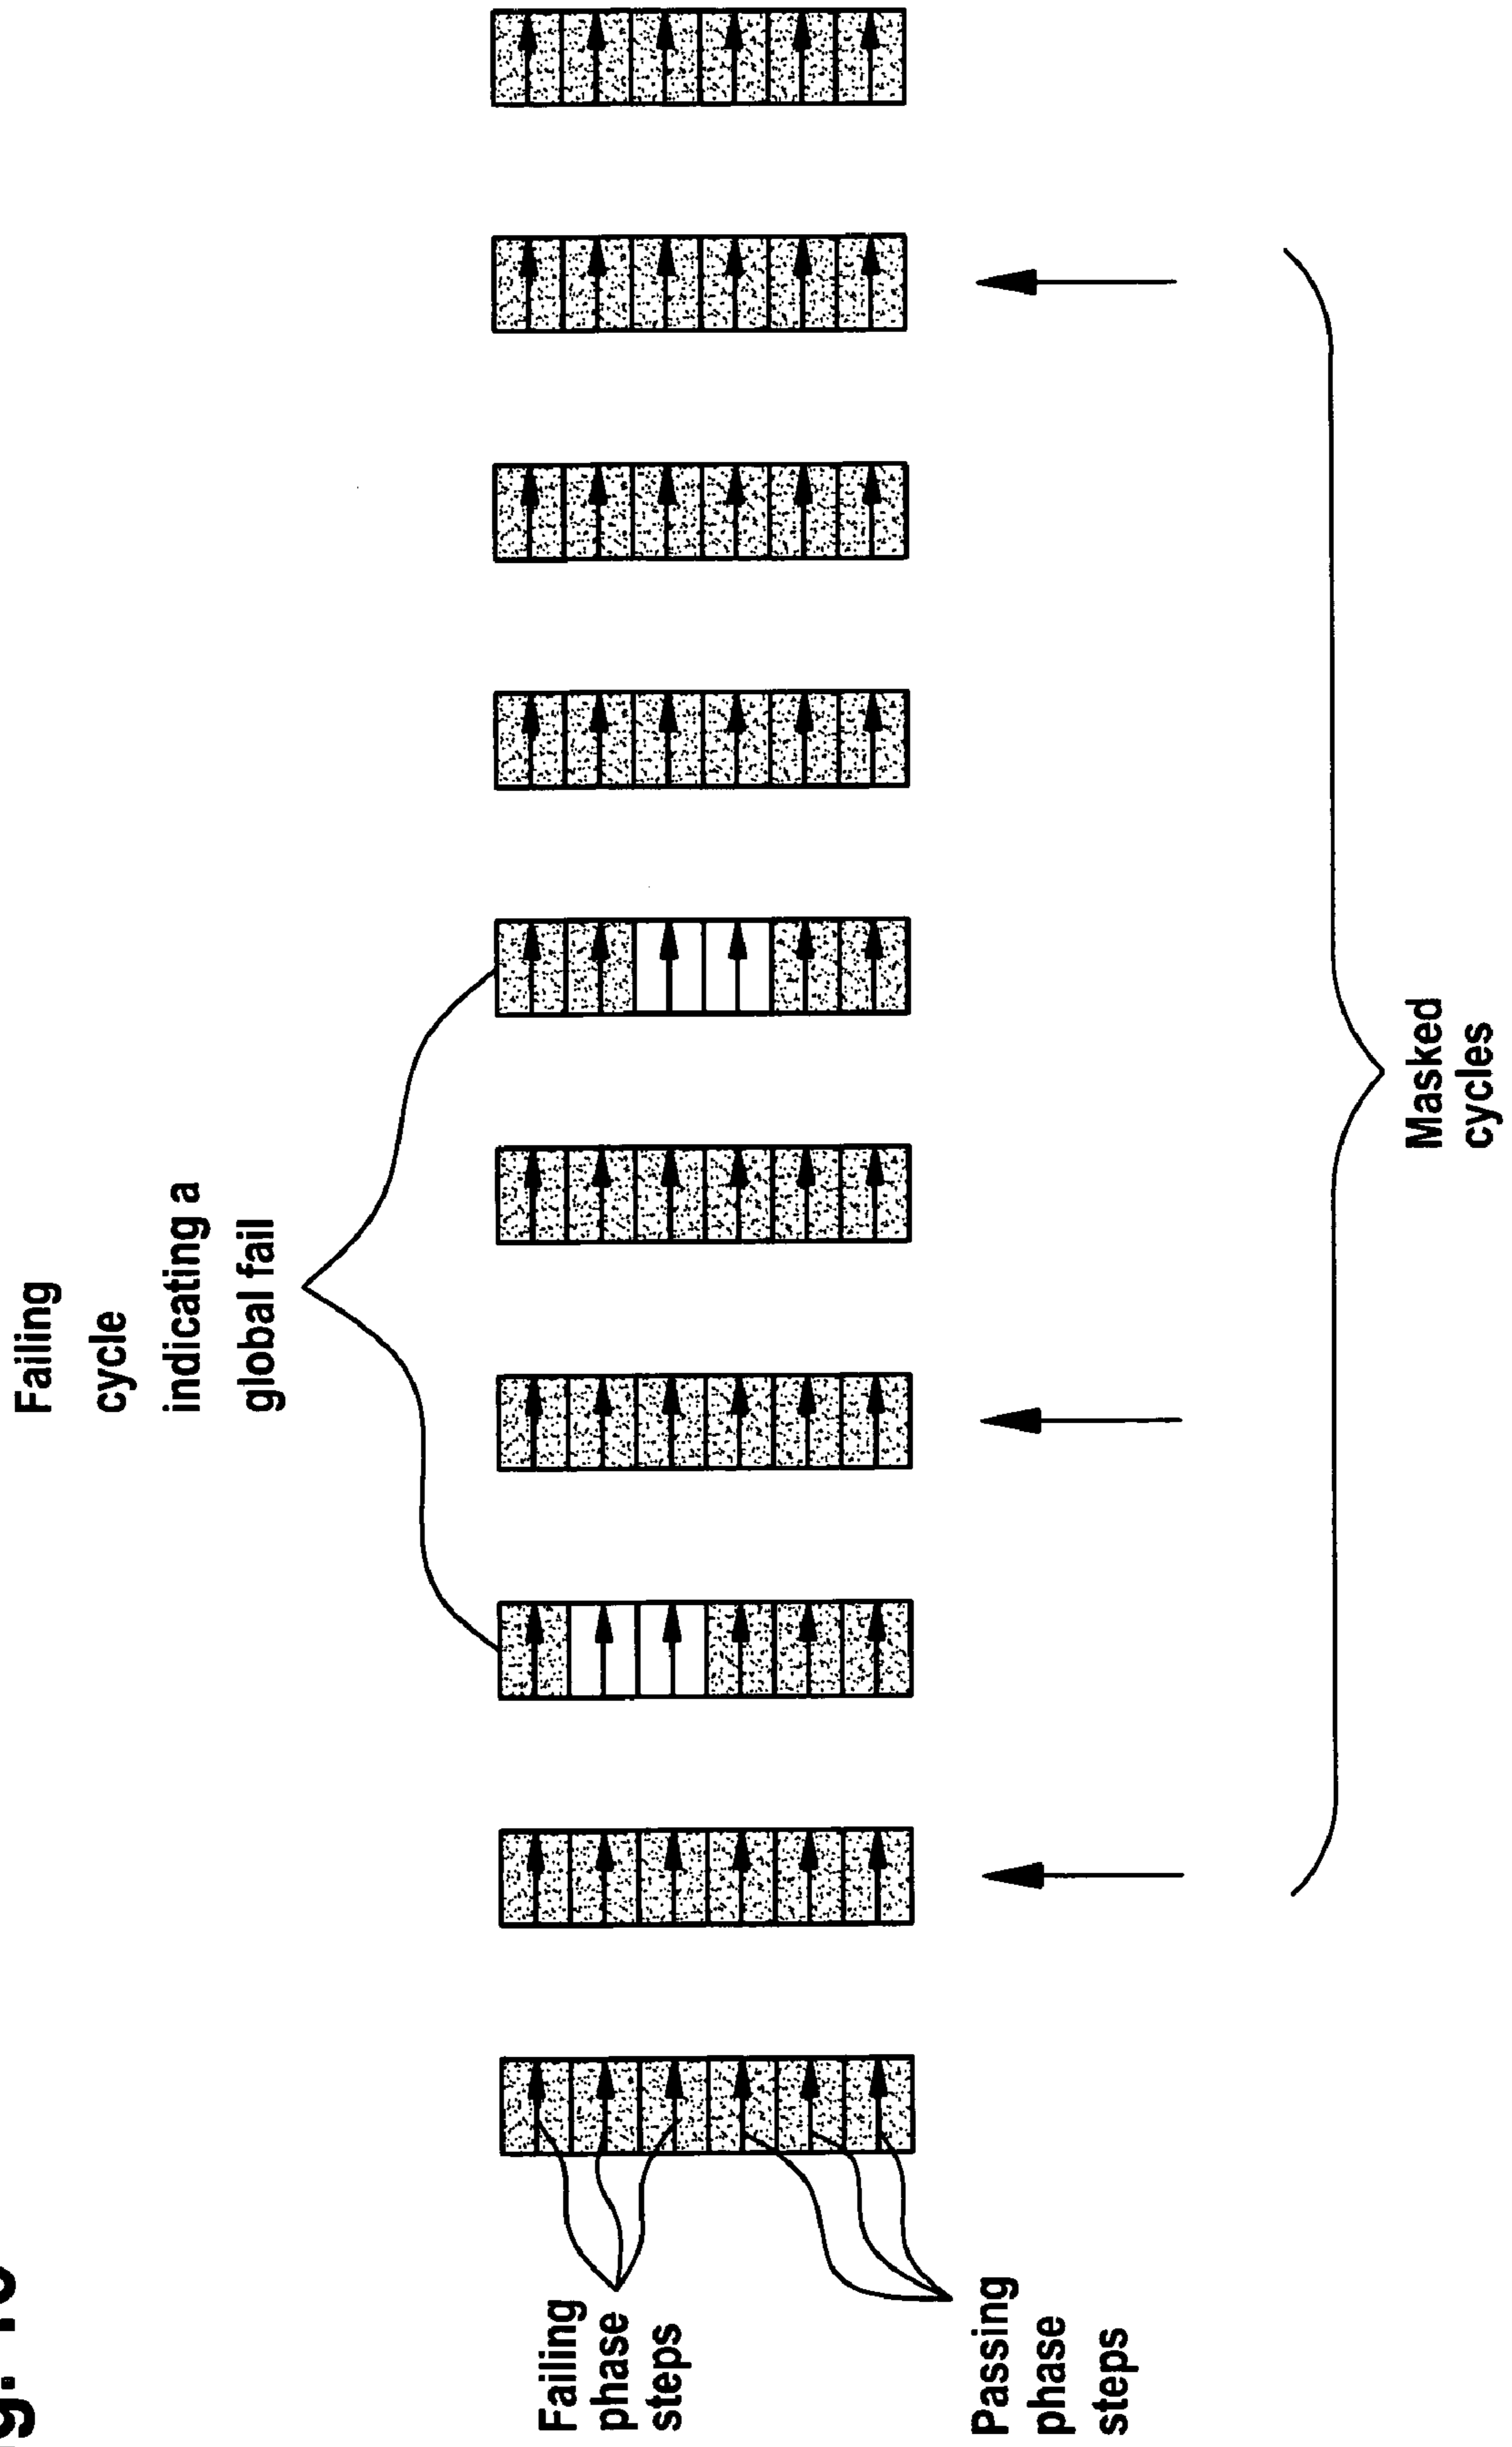 Failing
cycle
indicating a
global fail
Failing
phase
steps
Passing
phase
steps
Masked
cycles